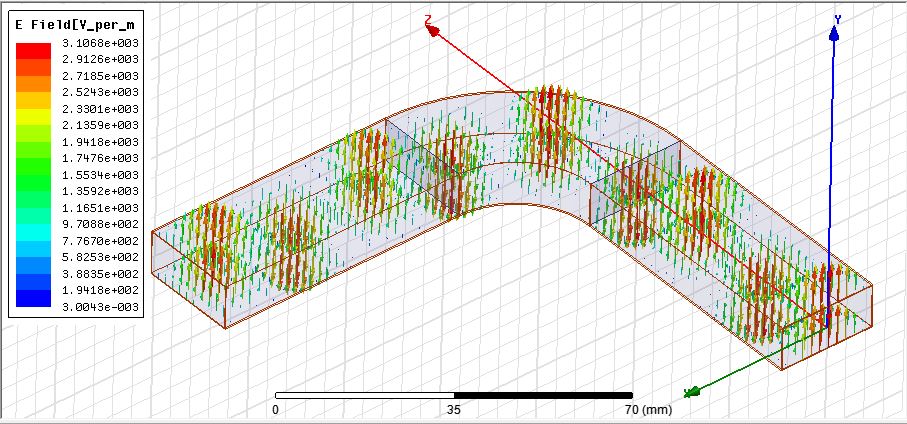 E Field[V_per_m
3.1068e+003
2.9126e+003
2.7185e+003
2.5243e+003
2.3301e+003
2.1359e+003
1.9418e+003
1.7476e+003
1.5534e+003
1.3592e+003
1.1651e+003
9.7088e+002
7.7670e+002
5.8253e+002
3.8835e+002
1.9418e+002
3.0043e-003
Z
Y
X
0 35 70 (mm)